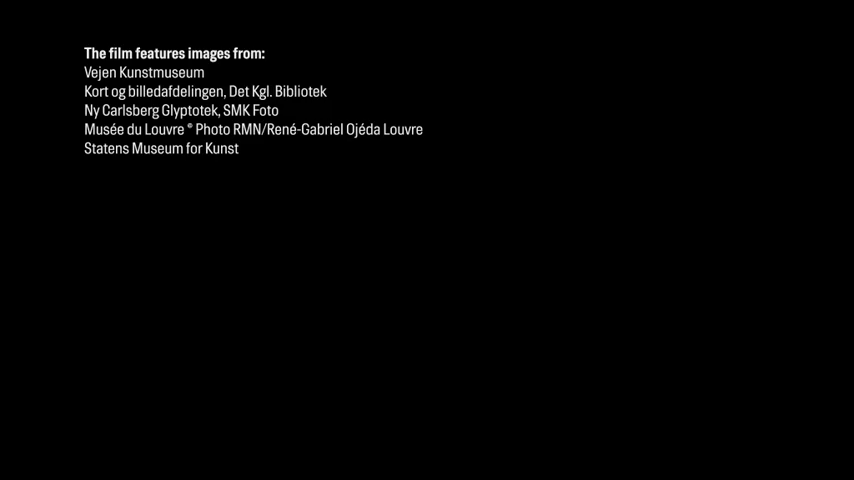 The film features images from:
Vejen Kunstmuseum
Kort og billedafdelingen, Det Kgl. Bibliotek
Ny Carlsberg Glyptotek, SMK Foto
Musée du Louvre ® Photo RMN/René-Gabriel Ojéda Louvre
Statens Museum for Kunst